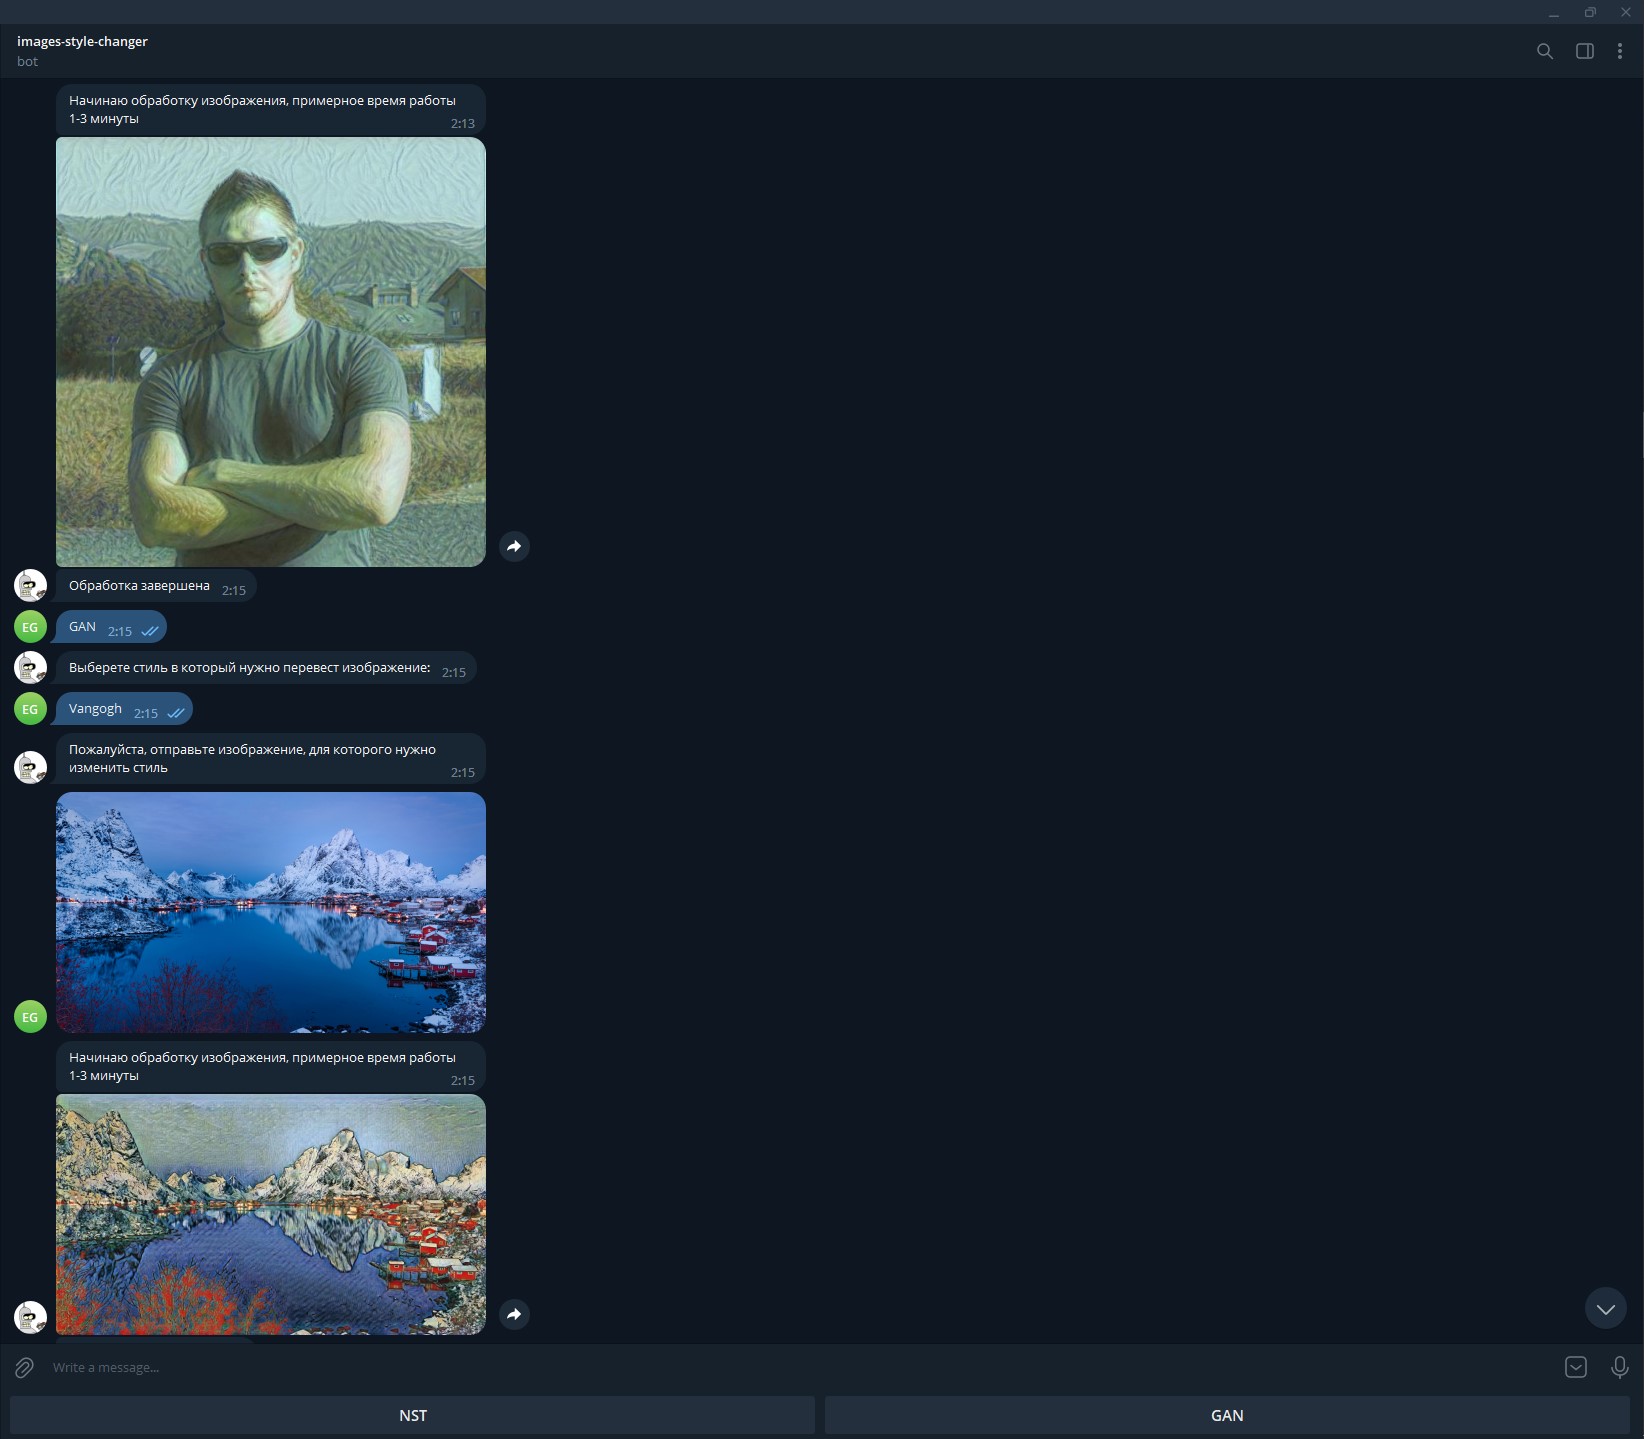 images-style-changer
bot
Начинаю обработку изображения, примерное время работы
1-3 минуты
2:13
Обработка завершена 2:15
EG
GAN 2:15
Выберете стиль в который нужно перевест изображение: 2:15
EG
Vangogh 2:15
Пожалуйста, отправьте изображение, для которого нужно
изменить стиль
2:15
EG
Начинаю обработку изображения, примерное время работы
1-3 минуты
2:15
Write a message...
NST
GAN